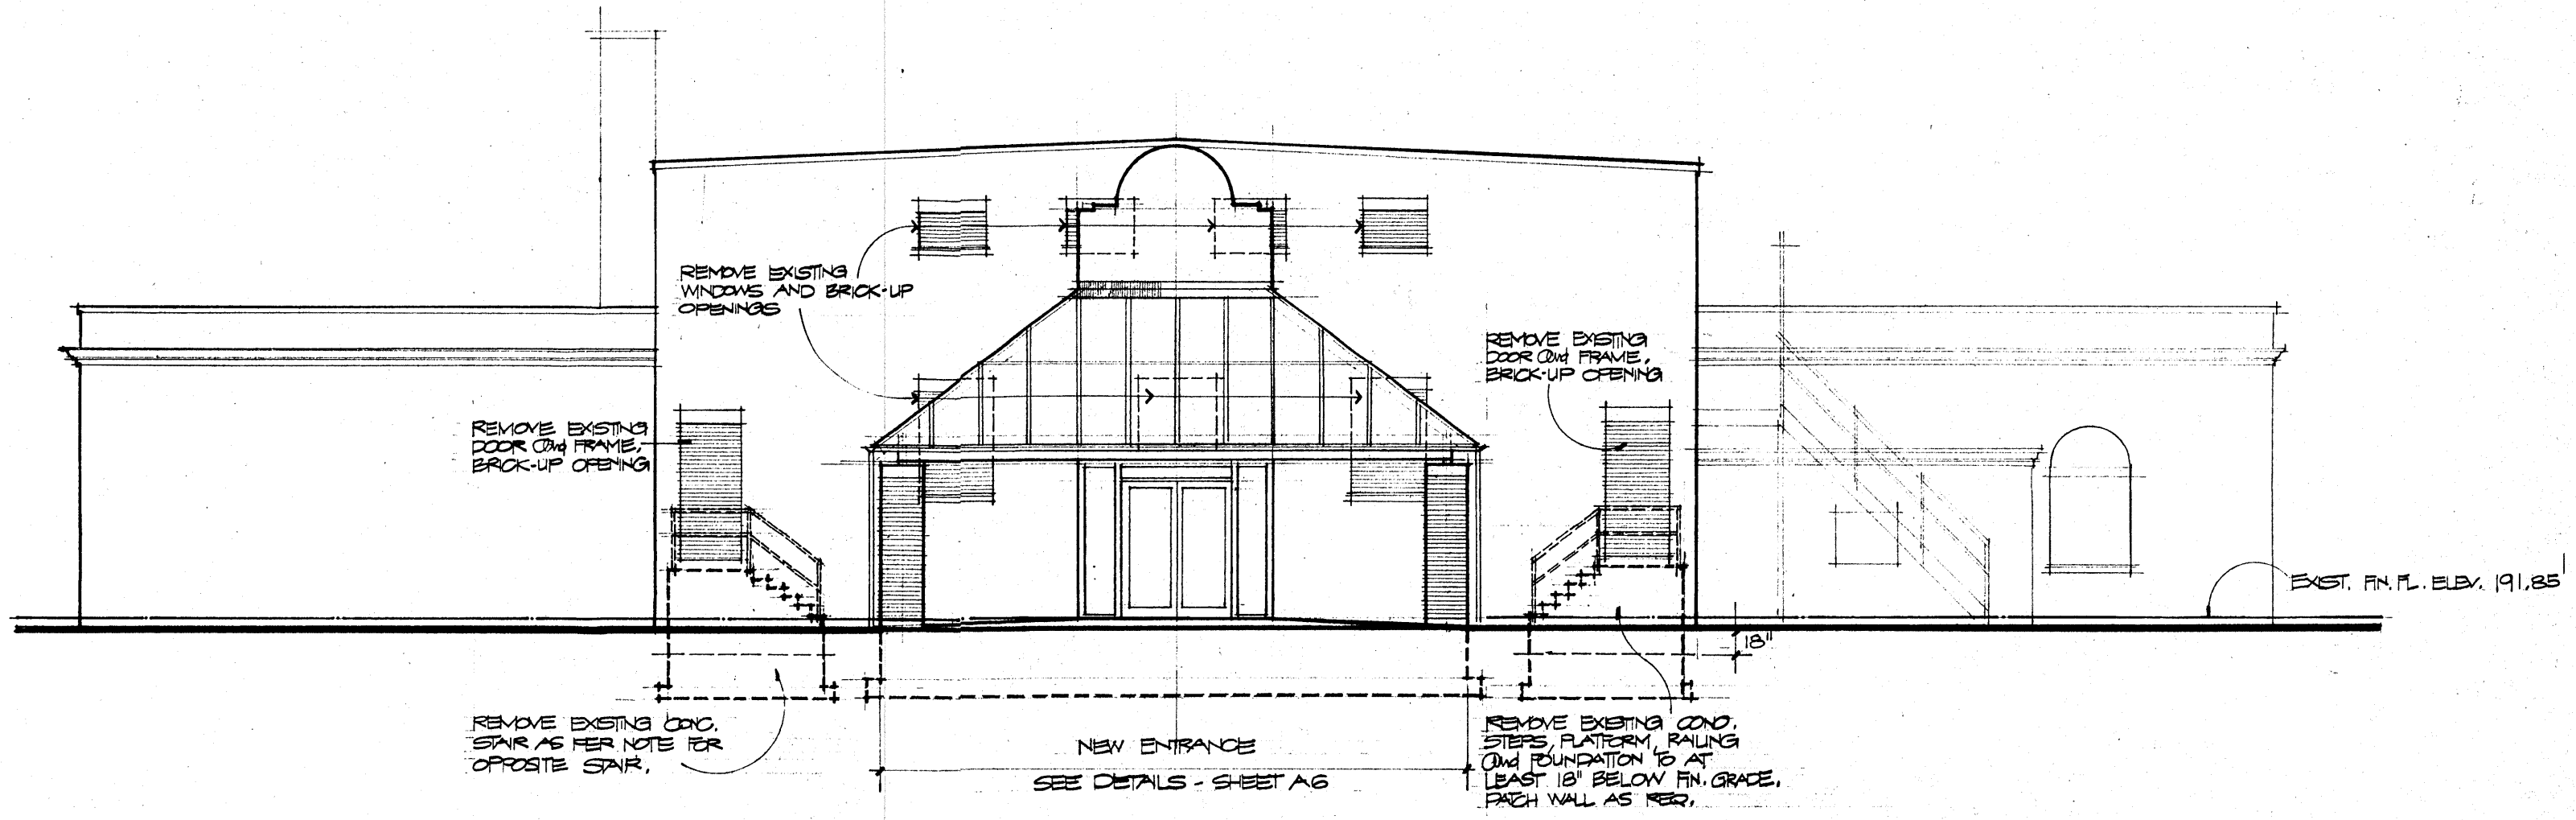 REMOVE EXISTING
WINDOWS AND BRICK-UP
OPENINGS
REMOVE EXISTING
DOOR and FRAME,
BRICK-UP OPENING
REMOVE EXISTING
DOOR and FRAME,
BRICK-UP OPENING
EXIST. FIN. FL. ELEV. 191.85'
18"
REMOVE EXISTING CONC.
STAIR AS PER NOTE FOR
OPPOSITE STAIR.
NEW ENTRANCE
SEE DETAILS - SHEET A6
REMOVE EXISTING CONC.
STEPS, PLATFORM, RAILING
and FOUNDATION TO AT
LEAST 18" BELOW FIN. GRADE.
PATCH WALL AS REQ.